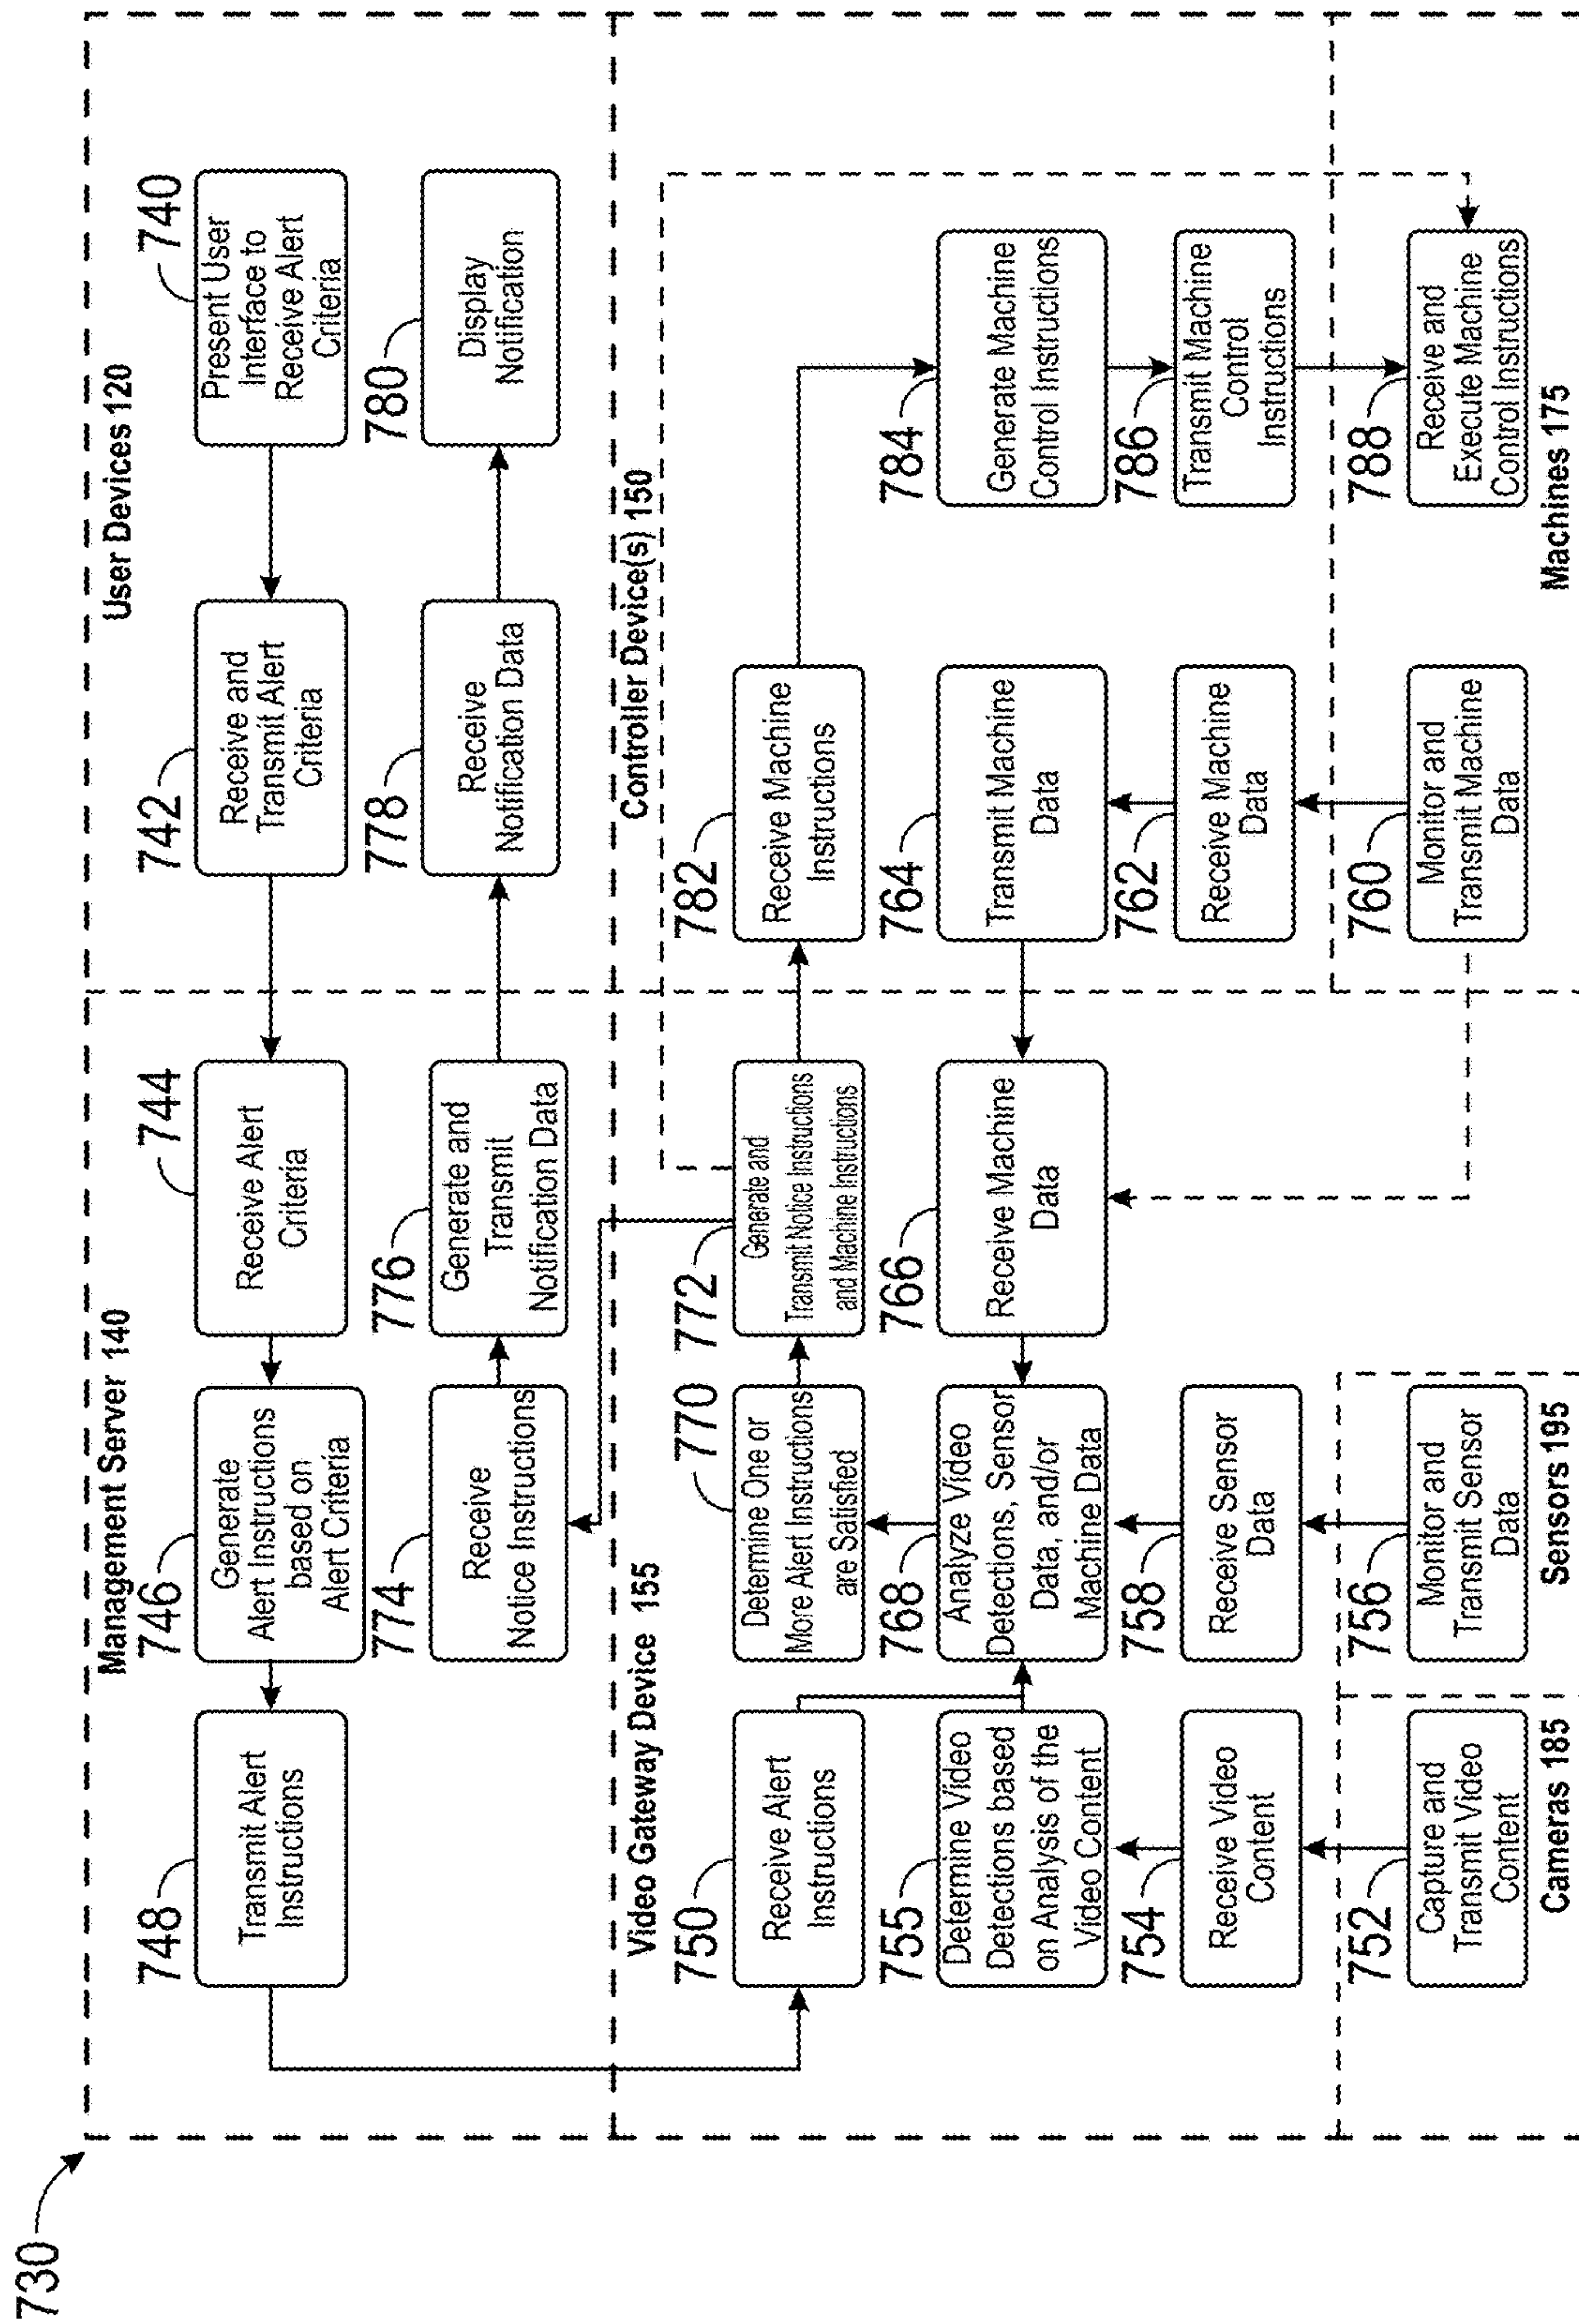 730
Management Server 140
User Devices 120
748
Transmit Alert
Instructions
746
Generate
Alert Instructions
based on
Alert Criteria
744
Receive Alert
Criteria
742
Receive and
Transmit Alert
Criteria
740
Present User
Interface to
Receive Alert
Criteria
774
Receive
Notice Instructions
776
Generate and
Transmit
Notification Data
778
Receive
Notification Data
780
Display
Notification
Video Gateway Device 155
Controller Device(s) 150
750
Receive Alert
Instructions
770
Determine One or
More Alert Instructions
are Satisfied
772
Generate and
Transmit Notice Instructions
and Machine Instructions
782
Receive Machine
Instructions
755
Determine Video
Detections based
on Analysis of the
Video Content
768
Analyze Video
Detections, Sensor
Data, and/or
Machine Data
766
Receive Machine
Data
764
Transmit Machine
Data
784
Generate Machine
Control Instructions
754
Receive Video
Content
758
Receive Sensor
Data
762
Receive Machine
Data
786
Transmit Machine
Control
Instructions
752
Capture and
Transmit Video
Content
756
Monitor and
Transmit Sensor
Data
760
Monitor and
Transmit Machine
Data
788
Receive and
Execute Machine
Control Instructions
Cameras 185
Sensors 195
Machines 175